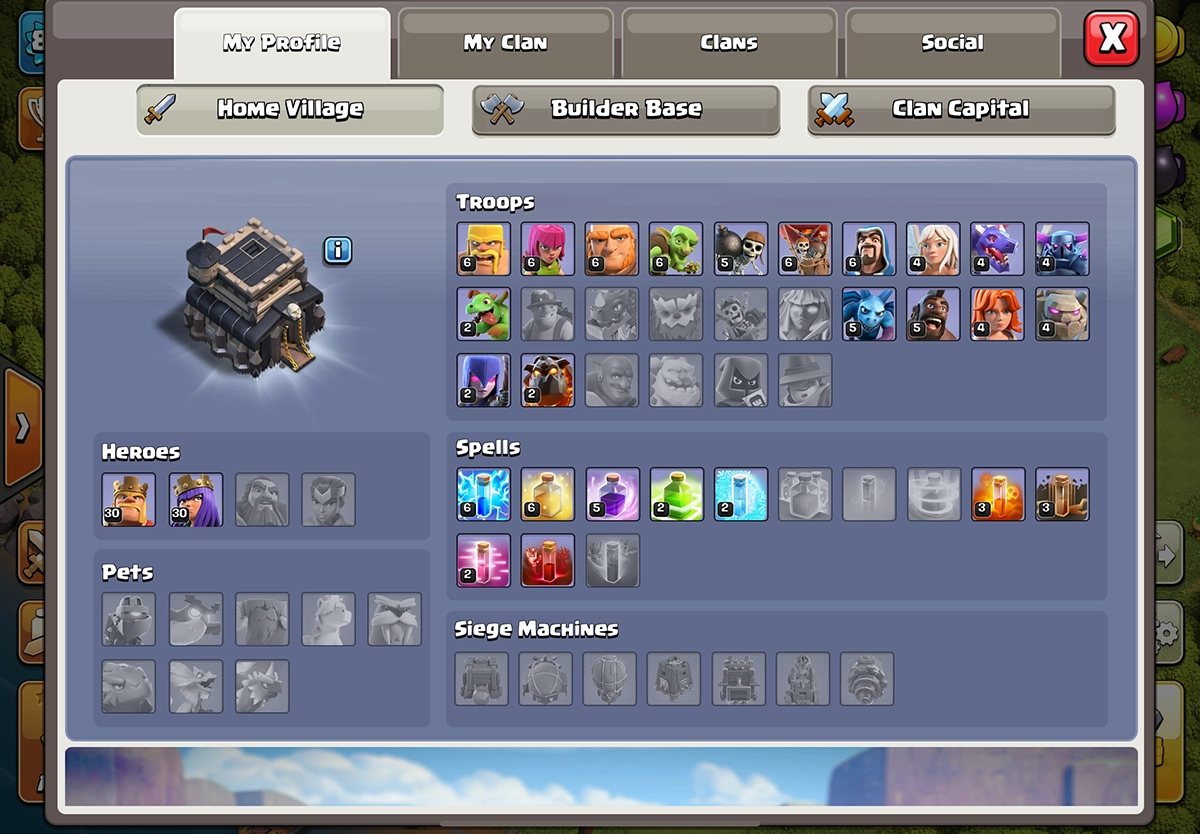 My Profile
My Clan
Clans
Social
X
Home Village
Builder Base
Clan Capital
i
Troops
6 6 6 6 5 6 6 4 4 4
2 5 5 4 4
2 2
Heroes
30 30
Spells
6 6 5 2 2 3 3
2
Pets
Siege Machines